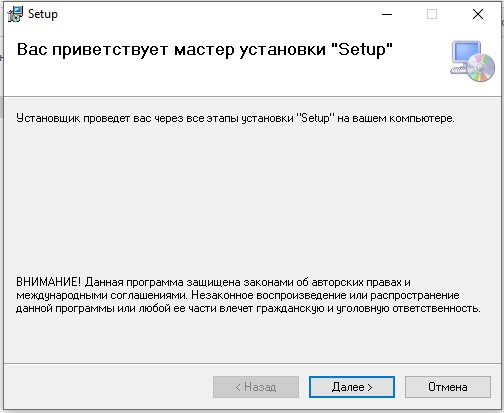 Setup
Вас приветствует мастер установки "Setup"
Установщик проведет вас через все этапы установки "Setup" на вашем компьютере.
ВНИМАНИЕ! Данная программа защищена законами об авторских правах и
международными соглашениями. Незаконное воспроизведение или распространение
данной программы или любой ее части влечет гражданскую и уголовную ответственность.
< Назад
Далее >
Отмена